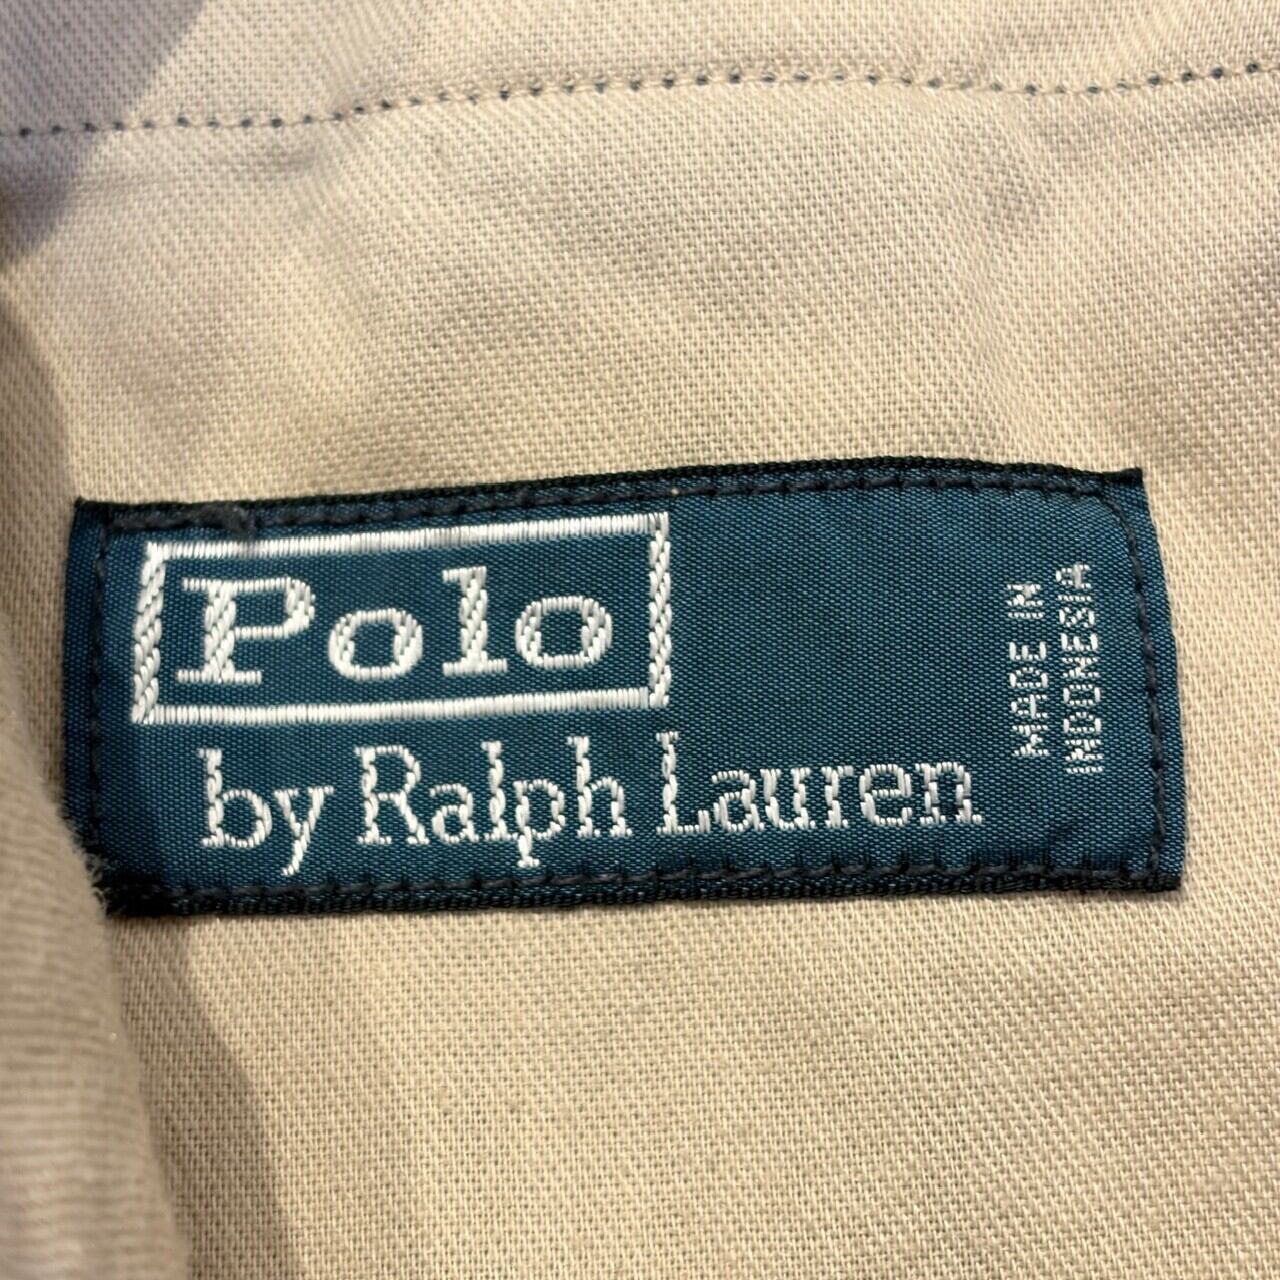 Polo
by Ralph Lauren
MADE IN
INDONESIA